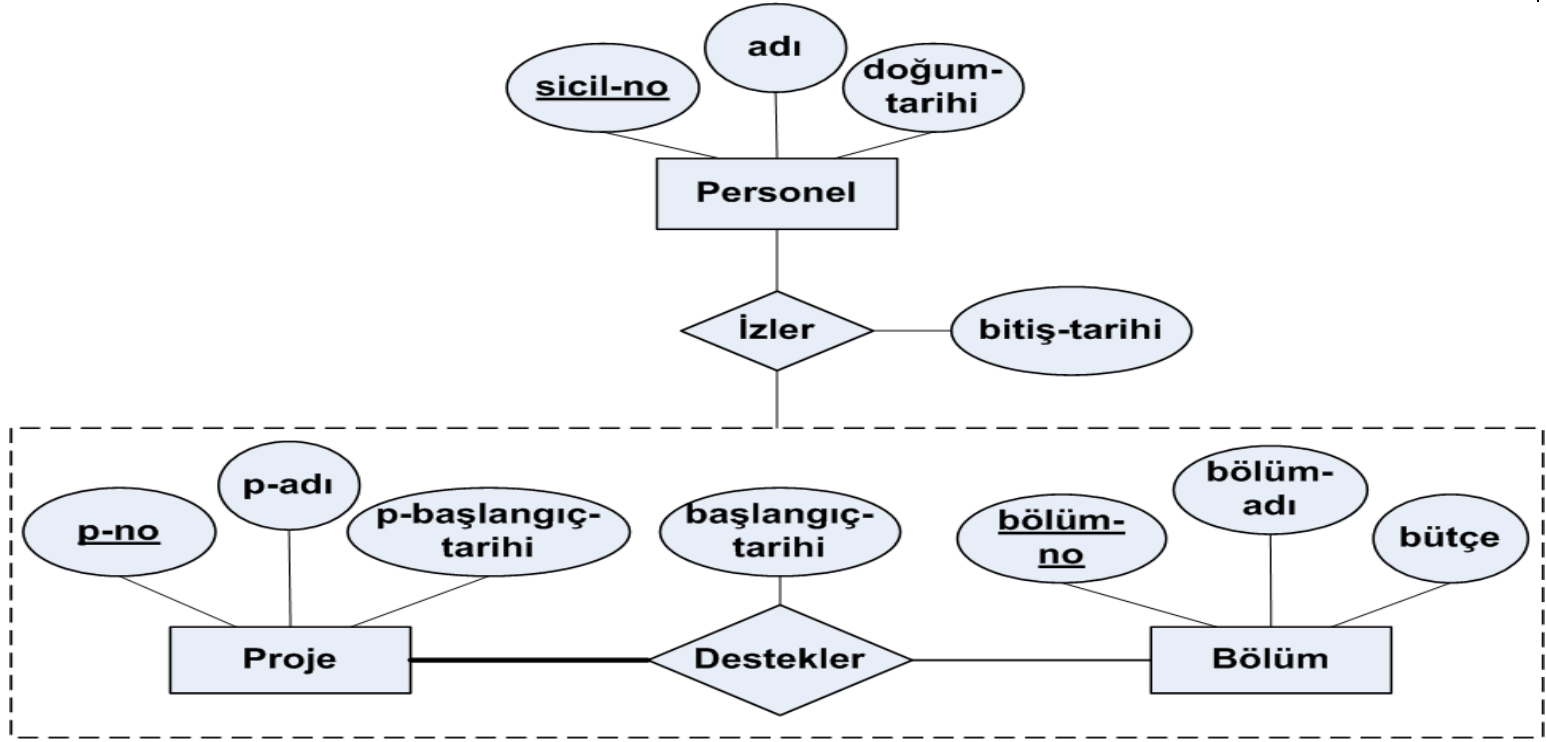 adı
sicil-no
doğum-
tarihi
Personel
İzler
bitiş-tarihi
p-no
p-adı
p-başlangıç-
tarihi
başlangıç-
tarihi
bölüm-
no
bölüm-
adı
bütçe
Proje
Destekler
Bölüm